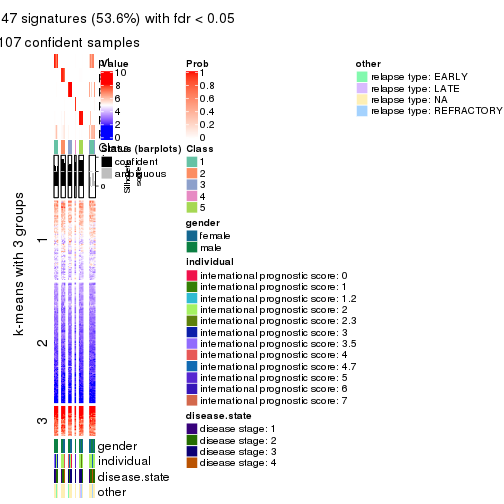 47 signatures (53.6%) with fdr < 0.05
107 confident samples
Value
10
8
6
4
2
0
Class
Status (barplots)
confident
ambiguous
Silhouette
score
Prob
1
0.8
0.6
0.4
0.2
0
Class
1
2
3
4
5
gender
female
male
individual
international prognostic score: 0
international prognostic score: 1
international prognostic score: 1.2
international prognostic score: 2
international prognostic score: 2.3
international prognostic score: 3
international prognostic score: 3.5
international prognostic score: 4
international prognostic score: 4.7
international prognostic score: 5
international prognostic score: 6
international prognostic score: 7
disease.state
disease stage: 1
disease stage: 2
disease stage: 3
disease stage: 4
other
relapse type: EARLY
relapse type: LATE
relapse type: NA
relapse type: REFRACTORY
k-means with 3 groups
1
2
3
gender
individual
disease.state
other